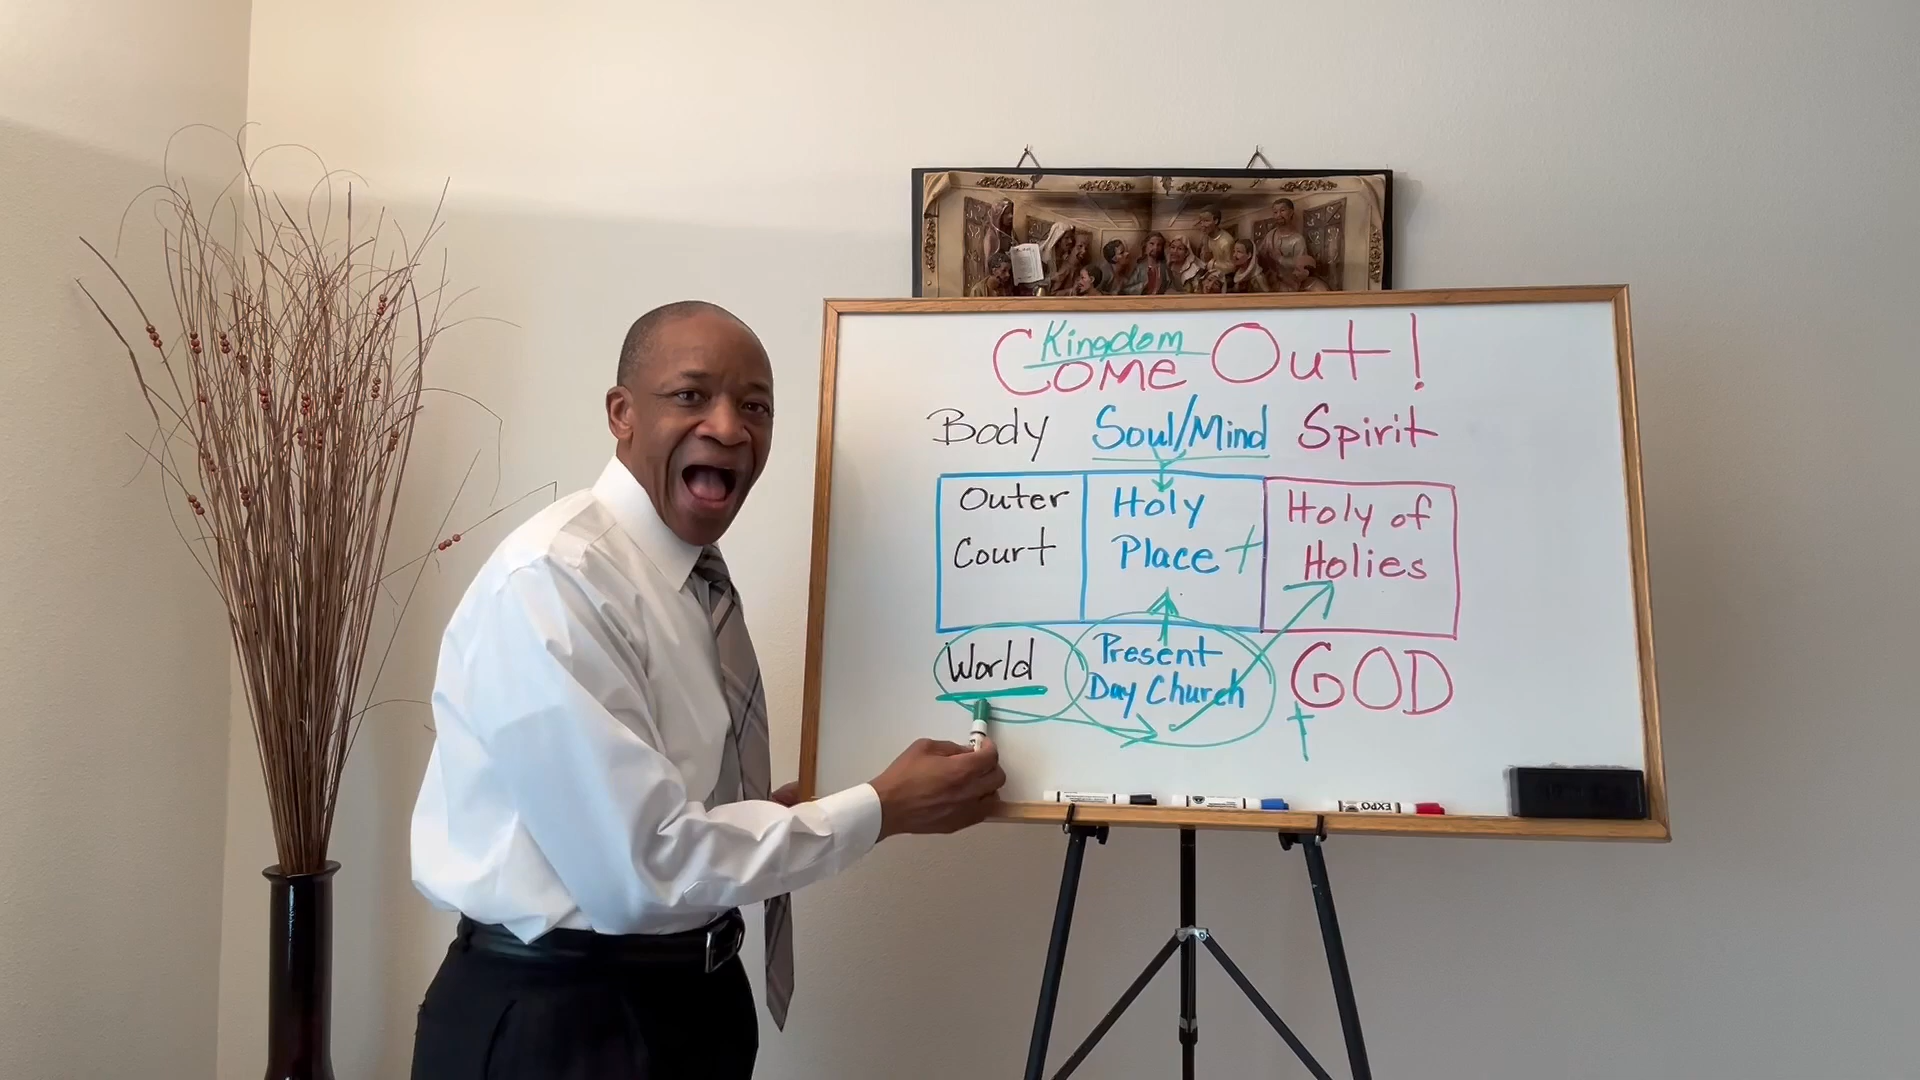 Kingdom
Come Out!
Body Soul/Mind Spirit
Outer Holy Holy of
Court Place Holies
World Present GOD
Day Church
EXPO